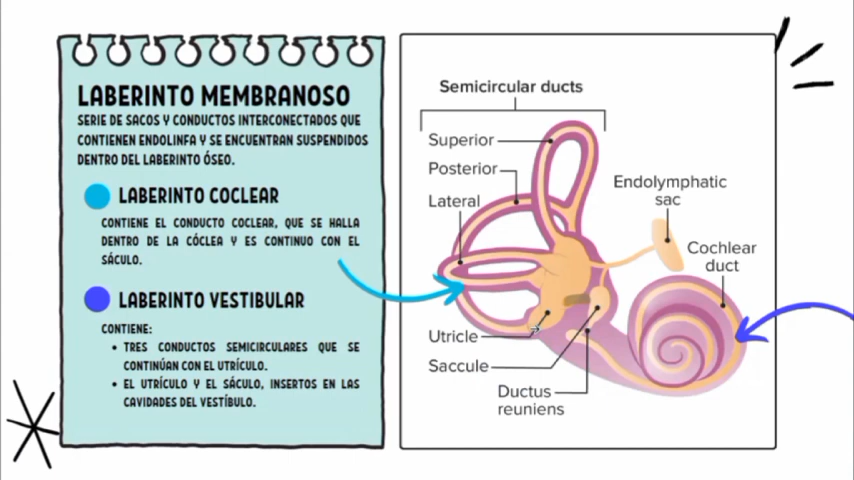 LABERINTO MEMBRANOSO
SERIE DE SACOS Y CONDUCTOS INTERCONECTADOS QUE
CONTIENEN ENDOLINFA Y SE ENCUENTRAN SUSPENDIDOS
DENTRO DEL LABERINTO ÓSEO.
LABERINTO COCLEAR
CONTIENE EL CONDUCTO COCLEAR, QUE SE HALLA
DENTRO DE LA CÓCLEA Y ES CONTINUO CON EL
SÁCULO.
LABERINTO VESTIBULAR
CONTIENE:
• TRES CONDUCTOS SEMICIRCULARES QUE SE
CONTINÚAN CON EL UTRÍCULO.
• EL UTRÍCULO Y EL SÁCULO, INSERTOS EN LAS
CAVIDADES DEL VESTÍBULO.
Semicircular ducts
Superior
Posterior
Lateral
Endolymphatic
sac
Cochlear
duct
Utricle
Saccule
Ductus
reuniens